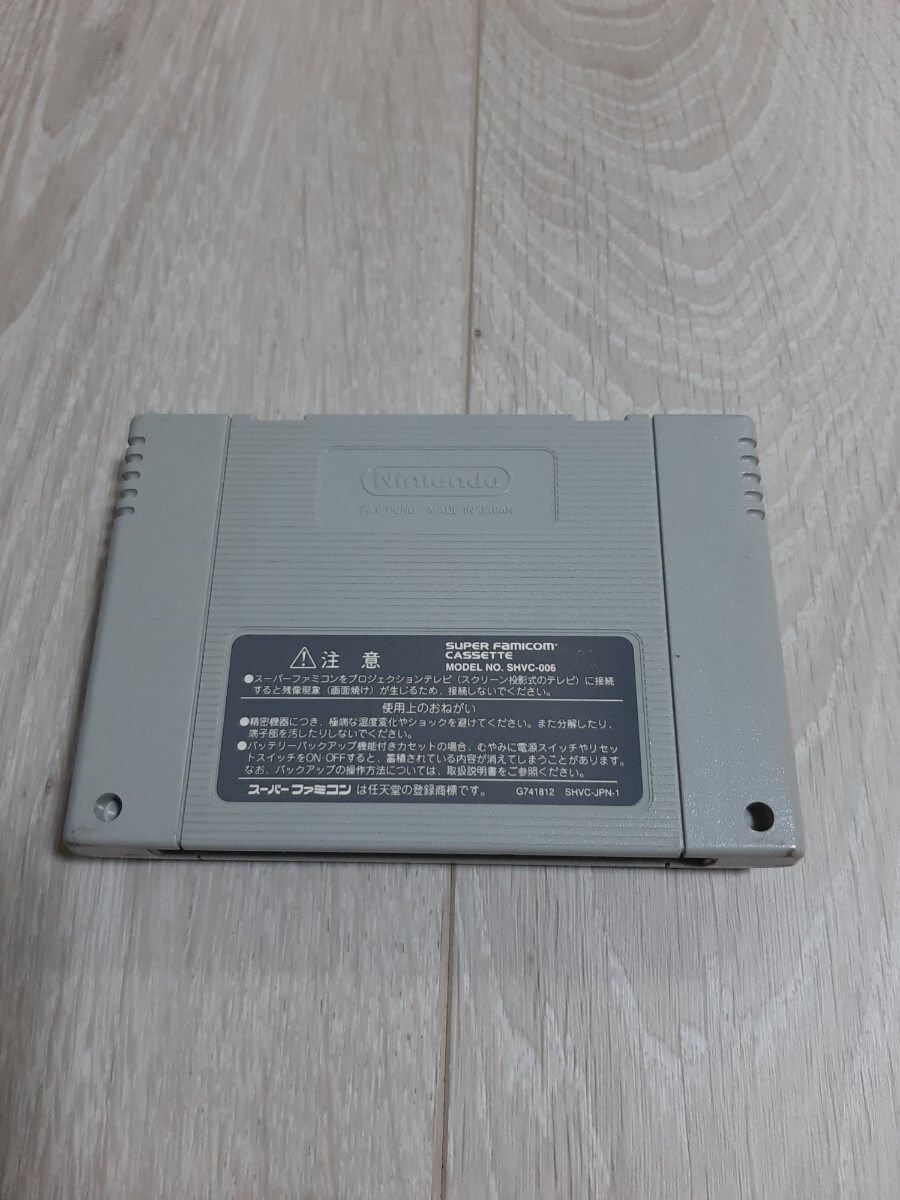 Nintendo
PAT. PEND. MADE IN JAPAN
注意
SUPER FAMICOM
CASSETTE
MODEL NO. SHVC-006
●スーパーファミコンをプロジェクションテレビ(スクリーン投影式のテレビ)に接続
すると残像現象(画面焼け)が生じるため、接続しないでください。
使用上のおねがい
●精密機器につき、極端な温度変化やショックを避けてください。また分解したり、
端子部を汚したりしないでください。
●バッテリーバックアップ機能付きカセットの場合、むやみに電源スイッチやリセッ
トスイッチをON・OFFすると、蓄積されている内容が消えてしまうことがあります。
なお、バックアップの操作方法については、取扱説明書をご参照ください。
スーパーファミコンは任天堂の登録商標です。 G741812 SHVC-JPN-1